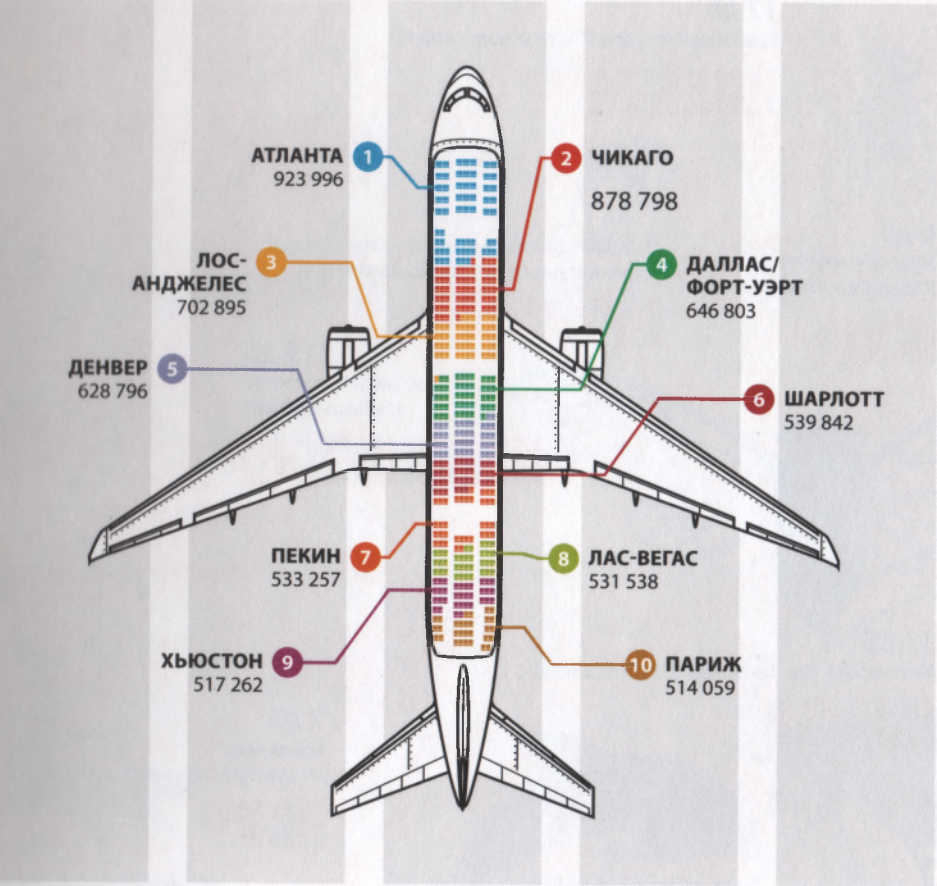 1
АТЛАНТА
923 996
2
ЧИКАГО
878 798
3
ЛОС-
АНДЖЕЛЕС
702 895
4
ДАЛЛАС/
ФОРТ-УЭРТ
646 803
5
ДЕНВЕР
628 796
6
ШАРЛОТТ
539 842
7
ПЕКИН
533 257
8
ЛАС-ВЕГАС
531 538
9
ХЬЮСТОН
517 262
10
ПАРИЖ
514 059